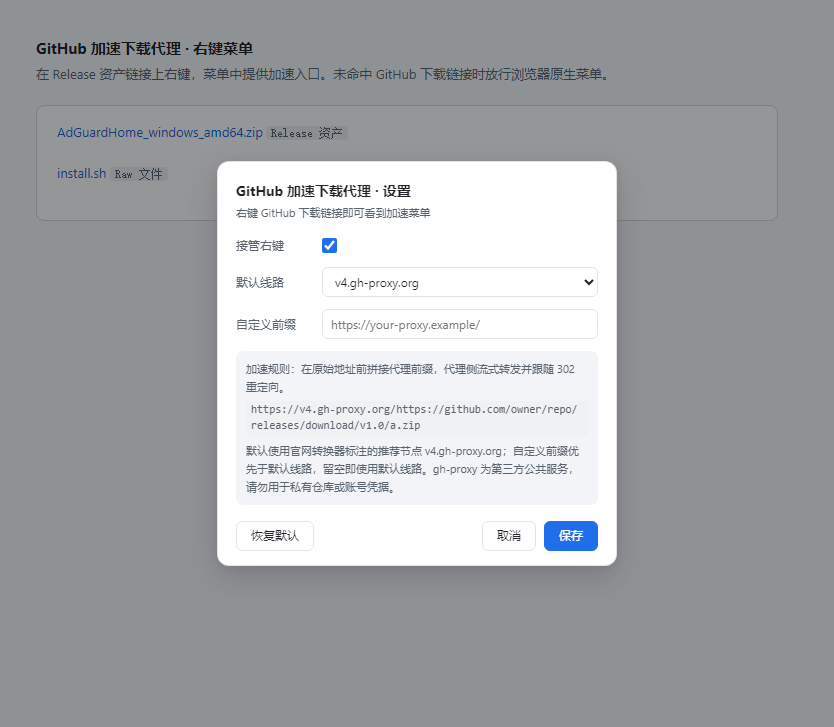 GitHub 加速下载代理 · 右键菜单
在 Release 资产链接上右键，菜单中提供加速入口。未命中 GitHub 下载链接时放行浏览器原生菜单。
AdGuardHome_windows_amd64.zip Release 资产
install.sh Raw 文件
GitHub 加速下载代理 · 设置
右键 GitHub 下载链接即可看到加速菜单
接管右键
默认线路 v4.gh-proxy.org
自定义前缀 https://your-proxy.example/
加速规则：在原始地址前拼接代理前缀，代理侧流式转发并跟随 302
重定向。
https://v4.gh-proxy.org/https://github.com/owner/repo/
releases/download/v1.0/a.zip
默认使用官网转换器标注的推荐节点 v4.gh-proxy.org；自定义前缀优
先于默认线路，留空即使用默认线路。gh-proxy 为第三方公共服务，
请勿用于私有仓库或账号凭据。
恢复默认 取消 保存